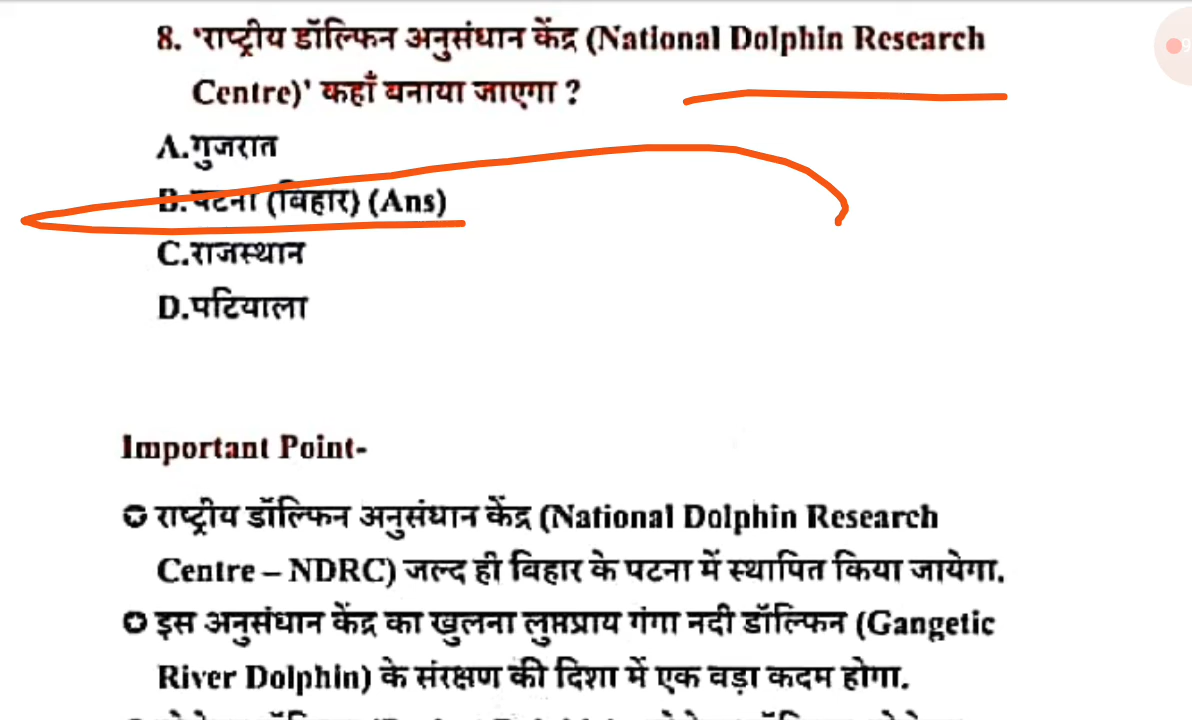 8. 'राष्ट्रीय डॉल्फिन अनुसंधान केंद्र (National Dolphin Research
Centre)' कहाँ बनाया जाएगा ?
A.गुजरात
B.पटना (बिहार) (Ans)
C.राजस्थान
D.पटियाला
Important Point-
राष्ट्रीय डॉल्फिन अनुसंधान केंद्र (National Dolphin Research
Centre – NDRC) जल्द ही बिहार के पटना में स्थापित किया जायेगा.
इस अनुसंधान केंद्र का खुलना लुप्तप्राय गंगा नदी डॉल्फिन (Gangetic
River Dolphin) के संरक्षण की दिशा में एक बड़ा कदम होगा.